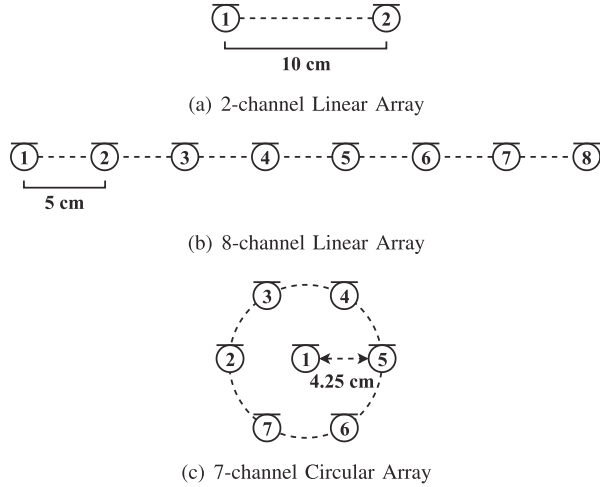 1 2
10 cm
(a) 2-channel Linear Array
1 2 3 4 5 6 7 8
5 cm
(b) 8-channel Linear Array
3 4
2 1 5
4.25 cm
7 6
(c) 7-channel Circular Array